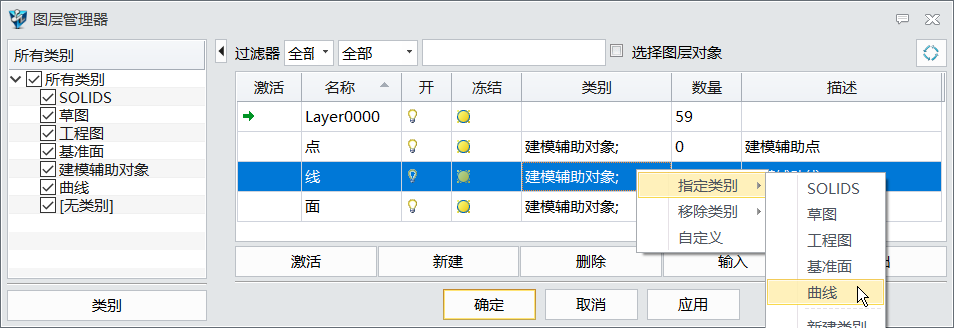 图层管理器
所有类别
所有类别
SOLIDS
草图
工程图
基准面
建模辅助对象
曲线
[无类别]
类别
过滤器 全部 全部 选择图层对象
激活 名称 开 冻结 类别 数量 描述
Layer0000 59
点 建模辅助对象; 0 建模辅助点
线 建模辅助对象;
面 建模辅助对象;
指定类别
移除类别
自定义
SOLIDS
草图
工程图
基准面
曲线
新建类别
激活 新建 删除 输入
确定 取消 应用